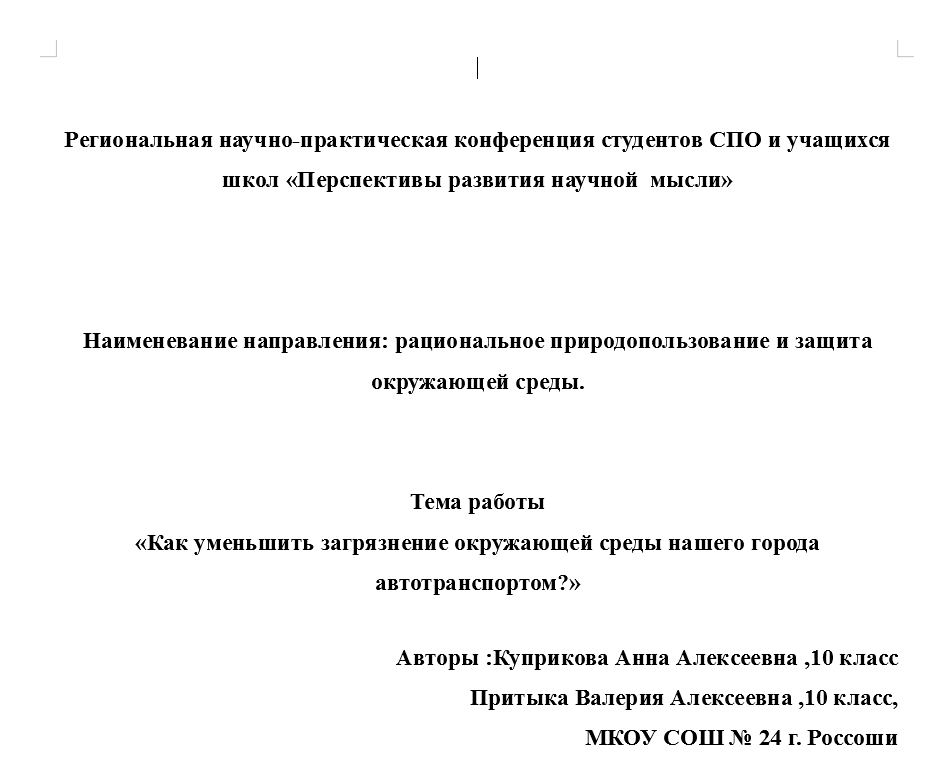 Региональная научно-практическая конференция студентов СПО и учащихся
школ «Перспективы развития научной  мысли»
Наименевание направления: рациональное природопользование и защита
окружающей среды.
Тема работы
«Как уменьшить загрязнение окружающей среды нашего города
автотранспортом?»
Авторы :Куприкова Анна Алексеевна ,10 класс
Притыка Валерия Алексеевна ,10 класс,
МКОУ СОШ № 24 г. Россоши